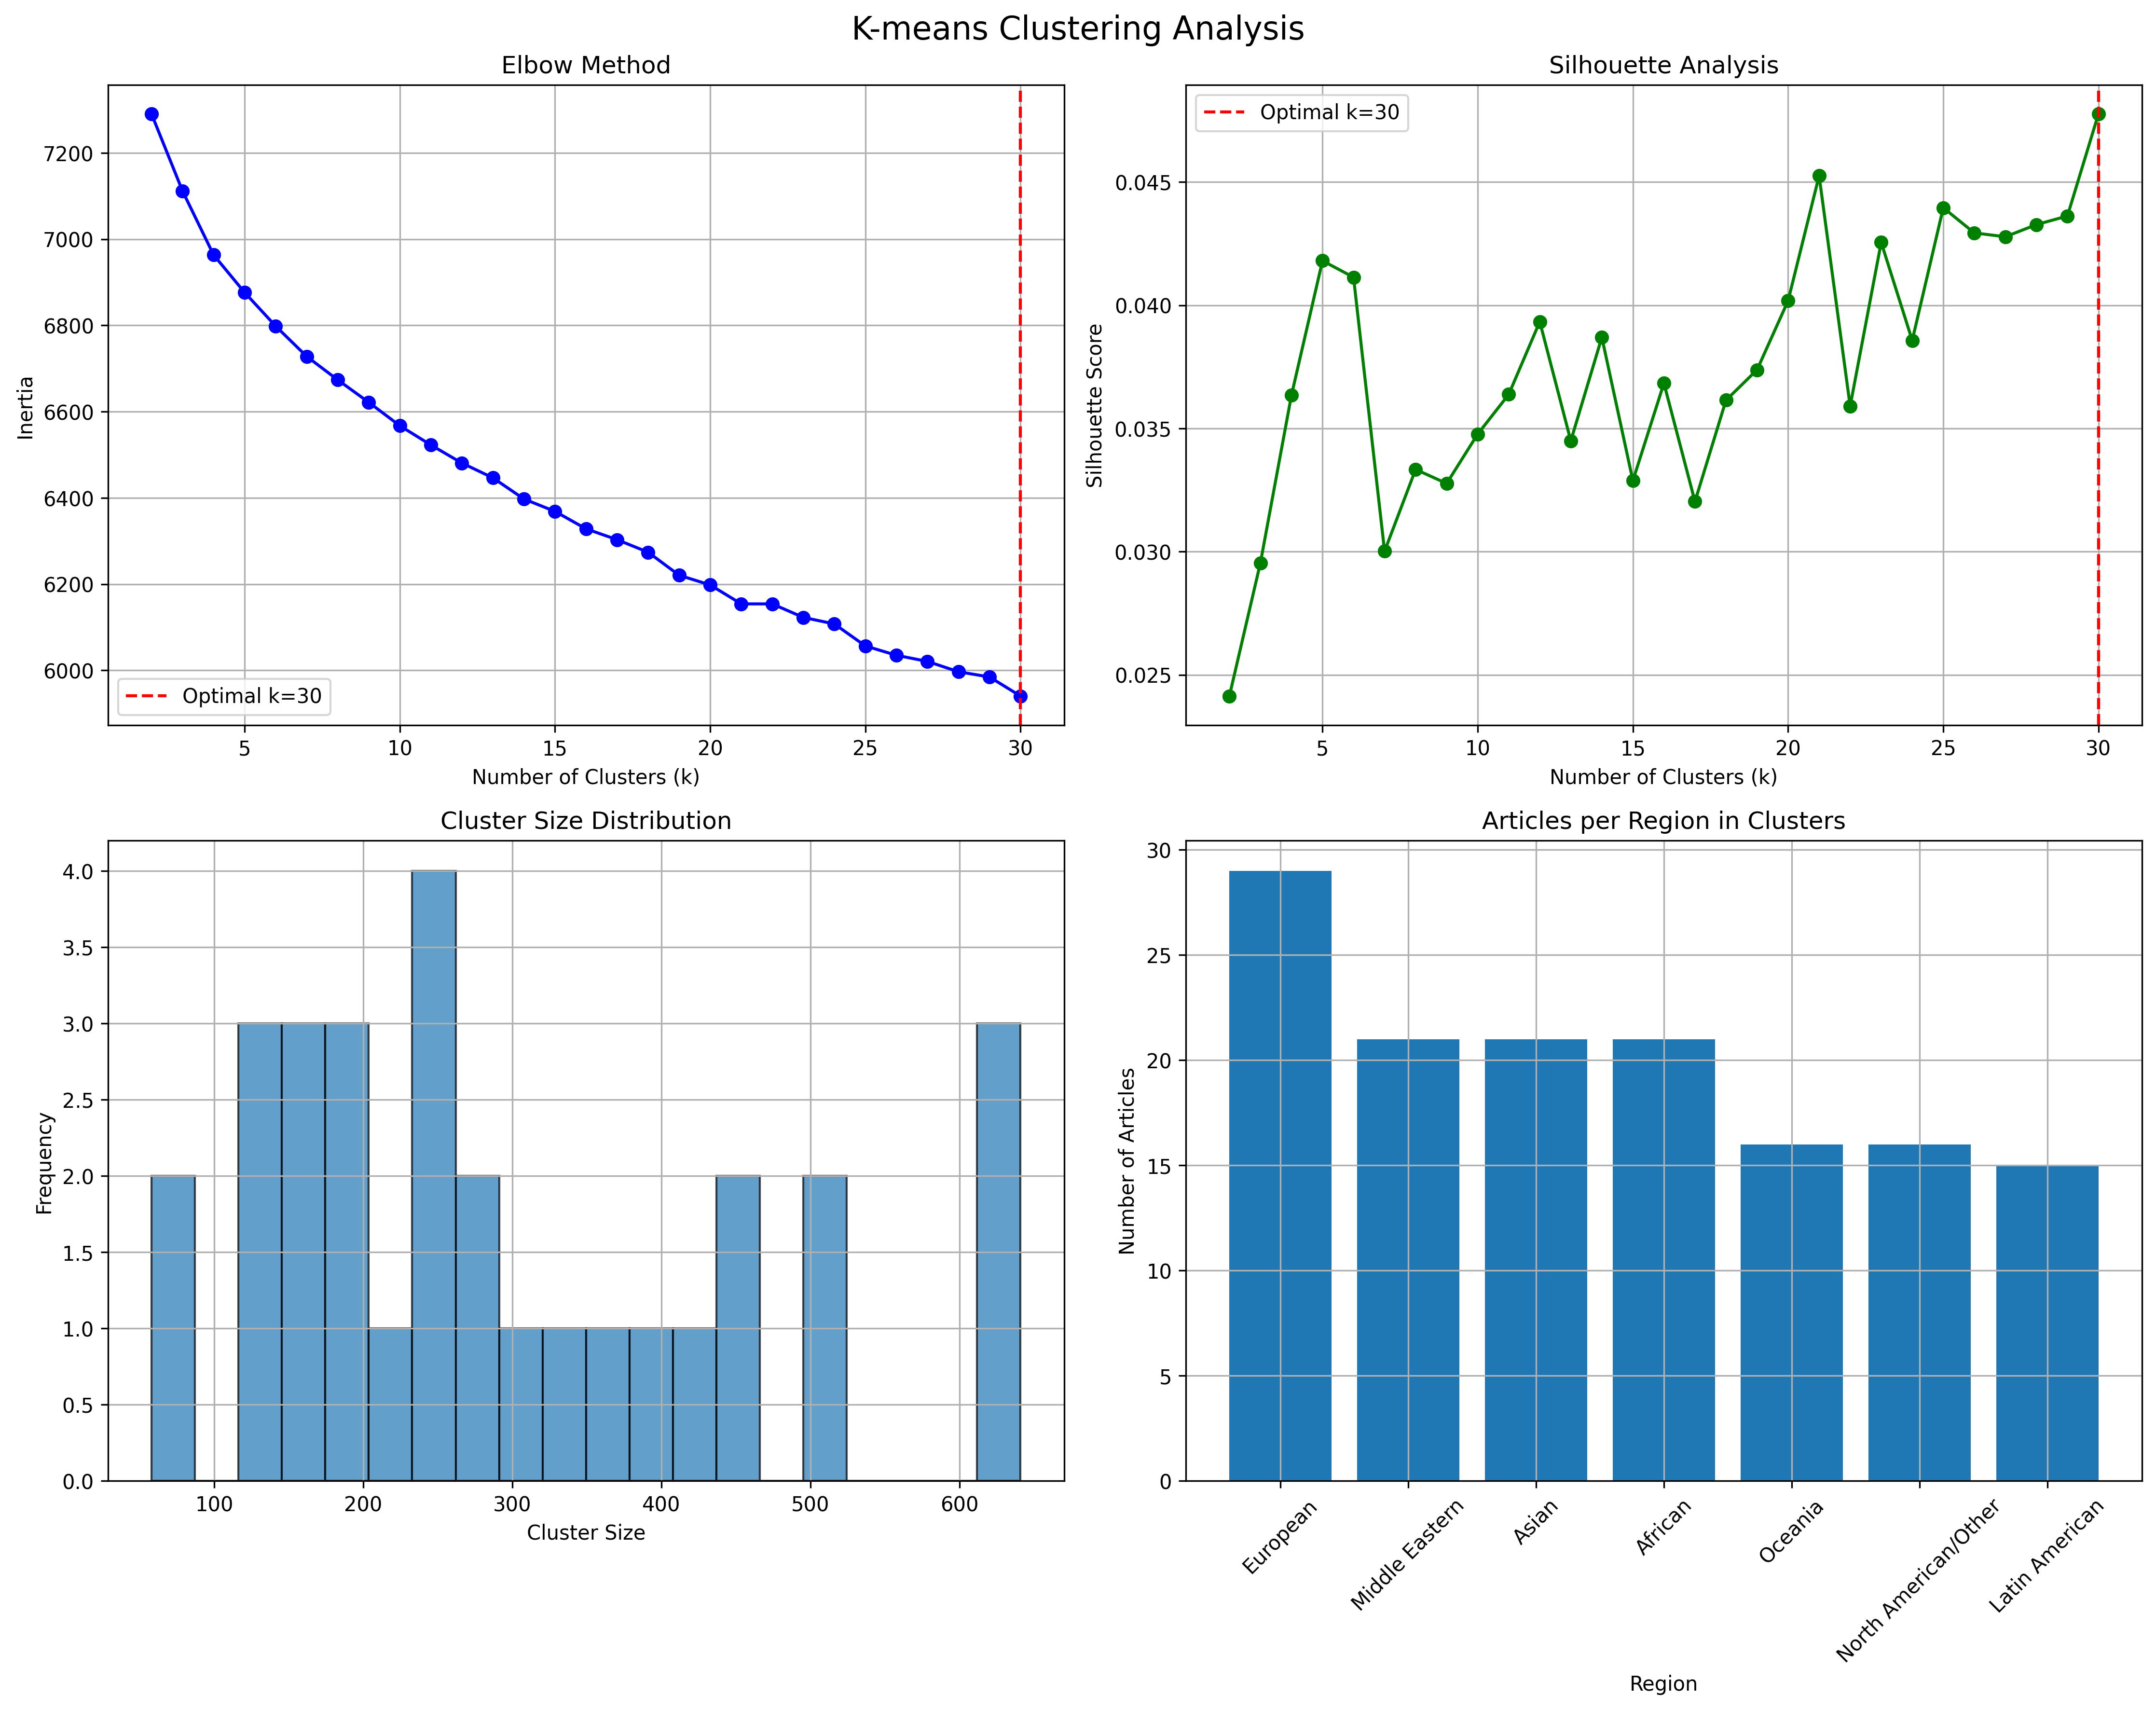 K-means Clustering Analysis
Elbow Method
7200
7000
6800
6600
6400
6200
6000
Inertia
Optimal k=30
5 10 15 20 25 30
Number of Clusters (k)
Silhouette Analysis
Optimal k=30
0.045
0.040
0.035
0.030
0.025
Silhouette Score
5 10 15 20 25 30
Number of Clusters (k)
Cluster Size Distribution
4.0
3.5
3.0
2.5
2.0
1.5
1.0
0.5
0.0
Frequency
100 200 300 400 500 600
Cluster Size
Articles per Region in Clusters
30
25
20
15
10
5
0
Number of Articles
European
Middle Eastern
Asian
African
Oceania
North American/Other
Latin American
Region